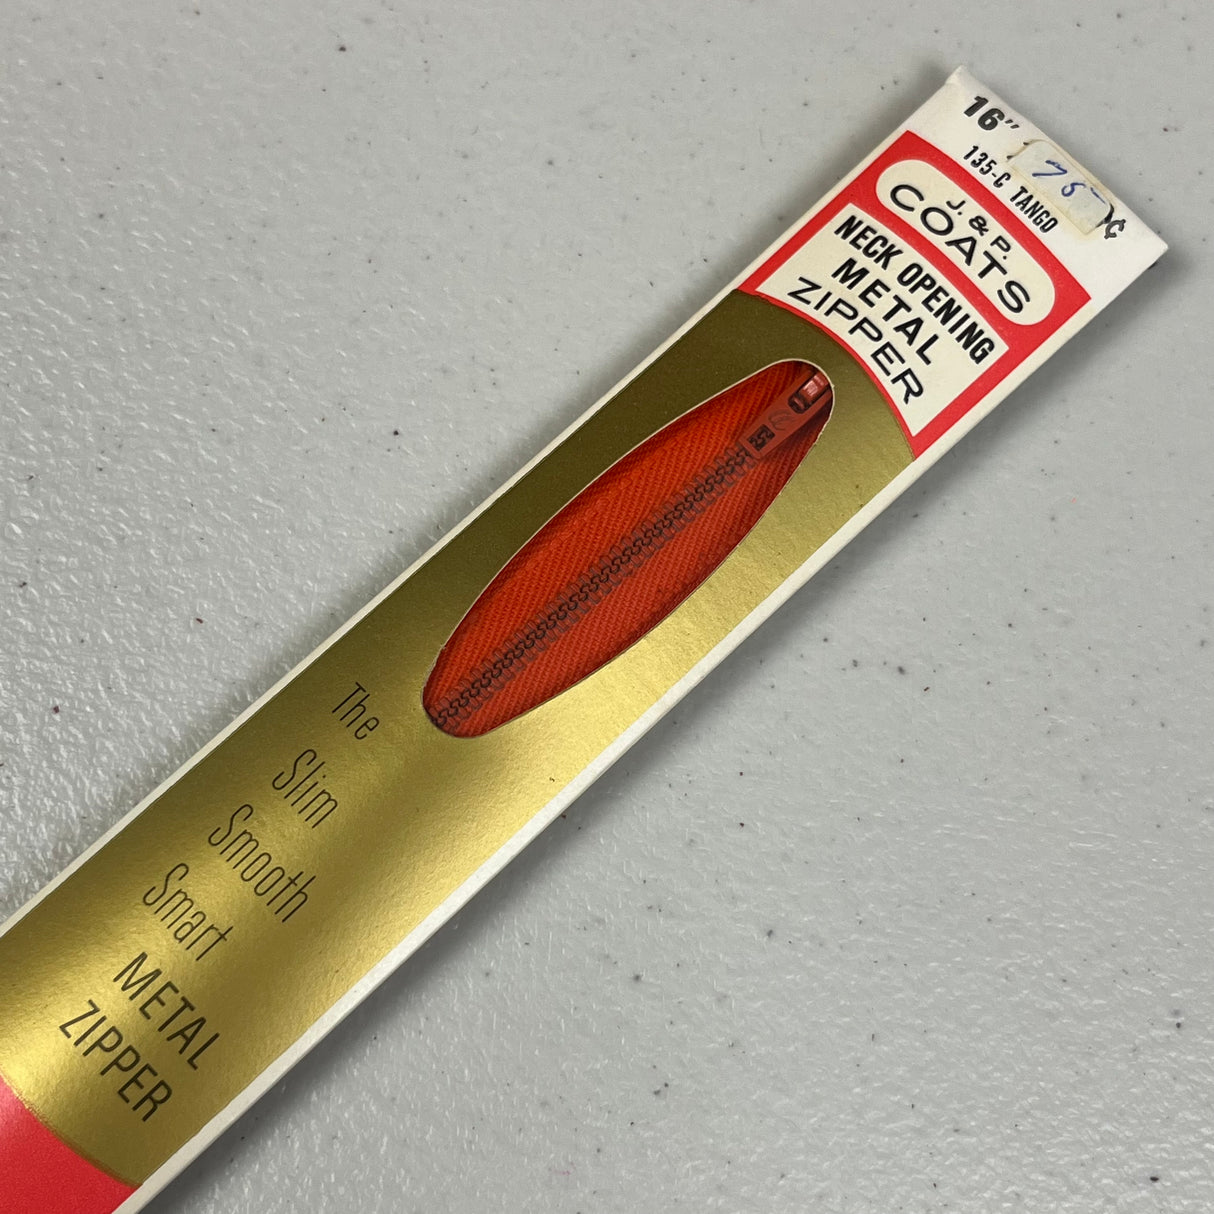 16"
75
¢
135-C TANGO
J. & P.
COATS
NECK OPENING
METAL
ZIPPER
The
Slim
Smooth
Smart
METAL
ZIPPER